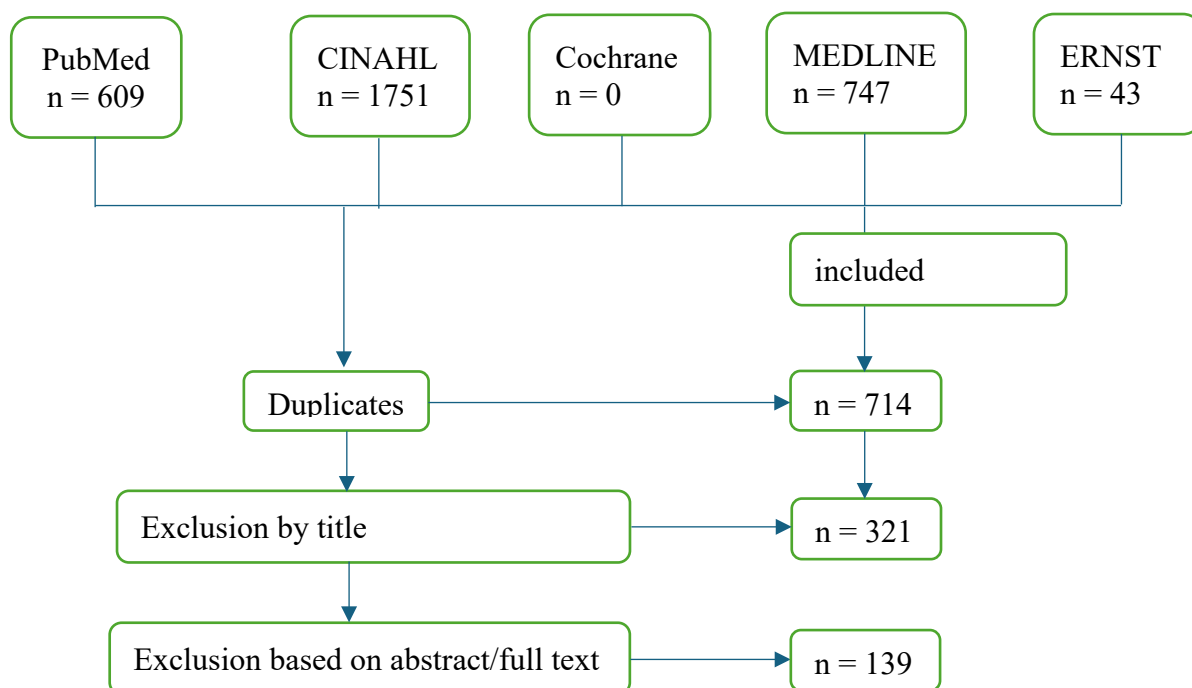 PubMed
n = 609
CINAHL
n = 1751
Cochrane
n = 0
MEDLINE
n = 747
ERNST
n = 43
included
Duplicates
n = 714
Exclusion by title
n = 321
Exclusion based on abstract/full text
n = 139